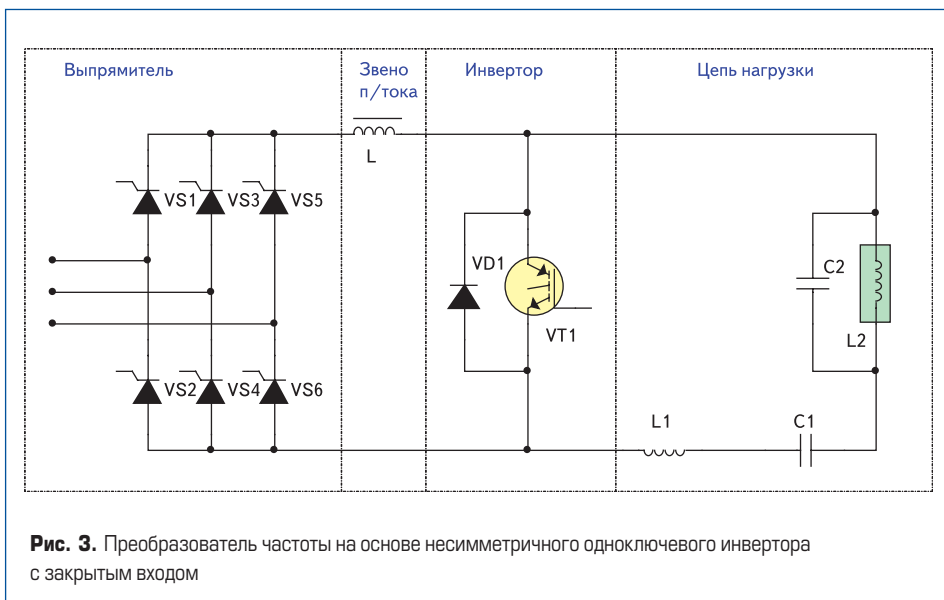 Выпрямитель
Звено
п/тока
Инвертор
Цепь нагрузки
L
VS1
VS3
VS5
VD1
VT1
C2
L2
VS2
VS4
VS6
L1
C1
Рис. 3. Преобразователь частоты на основе несимметричного одноключевого инвертора
с закрытым входом